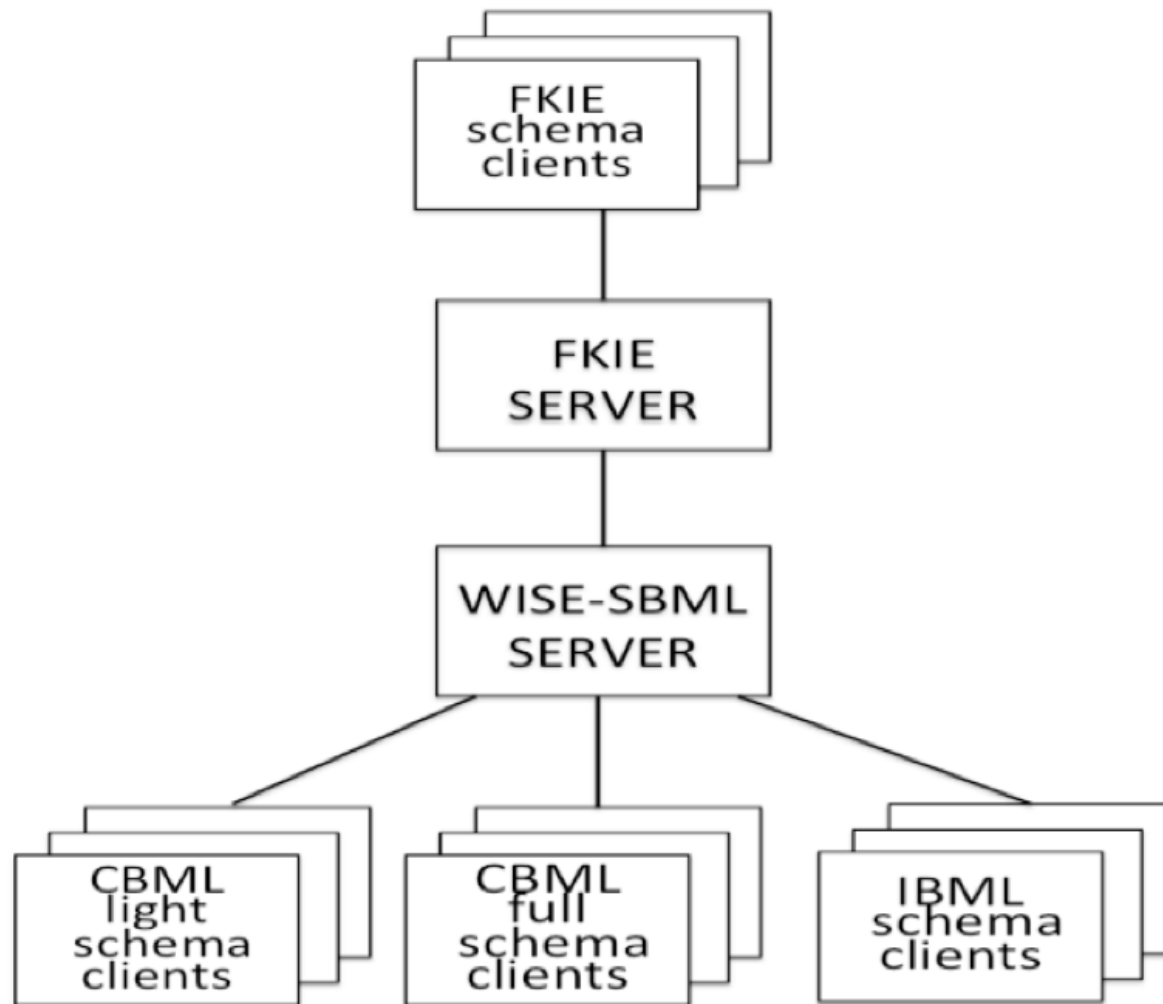 FKIE
schema
clients
FKIE
SERVER
WISE-SBML
SERVER
CBML
light
schema
clients
CBML
full
schema
clients
IBML
schema
clients